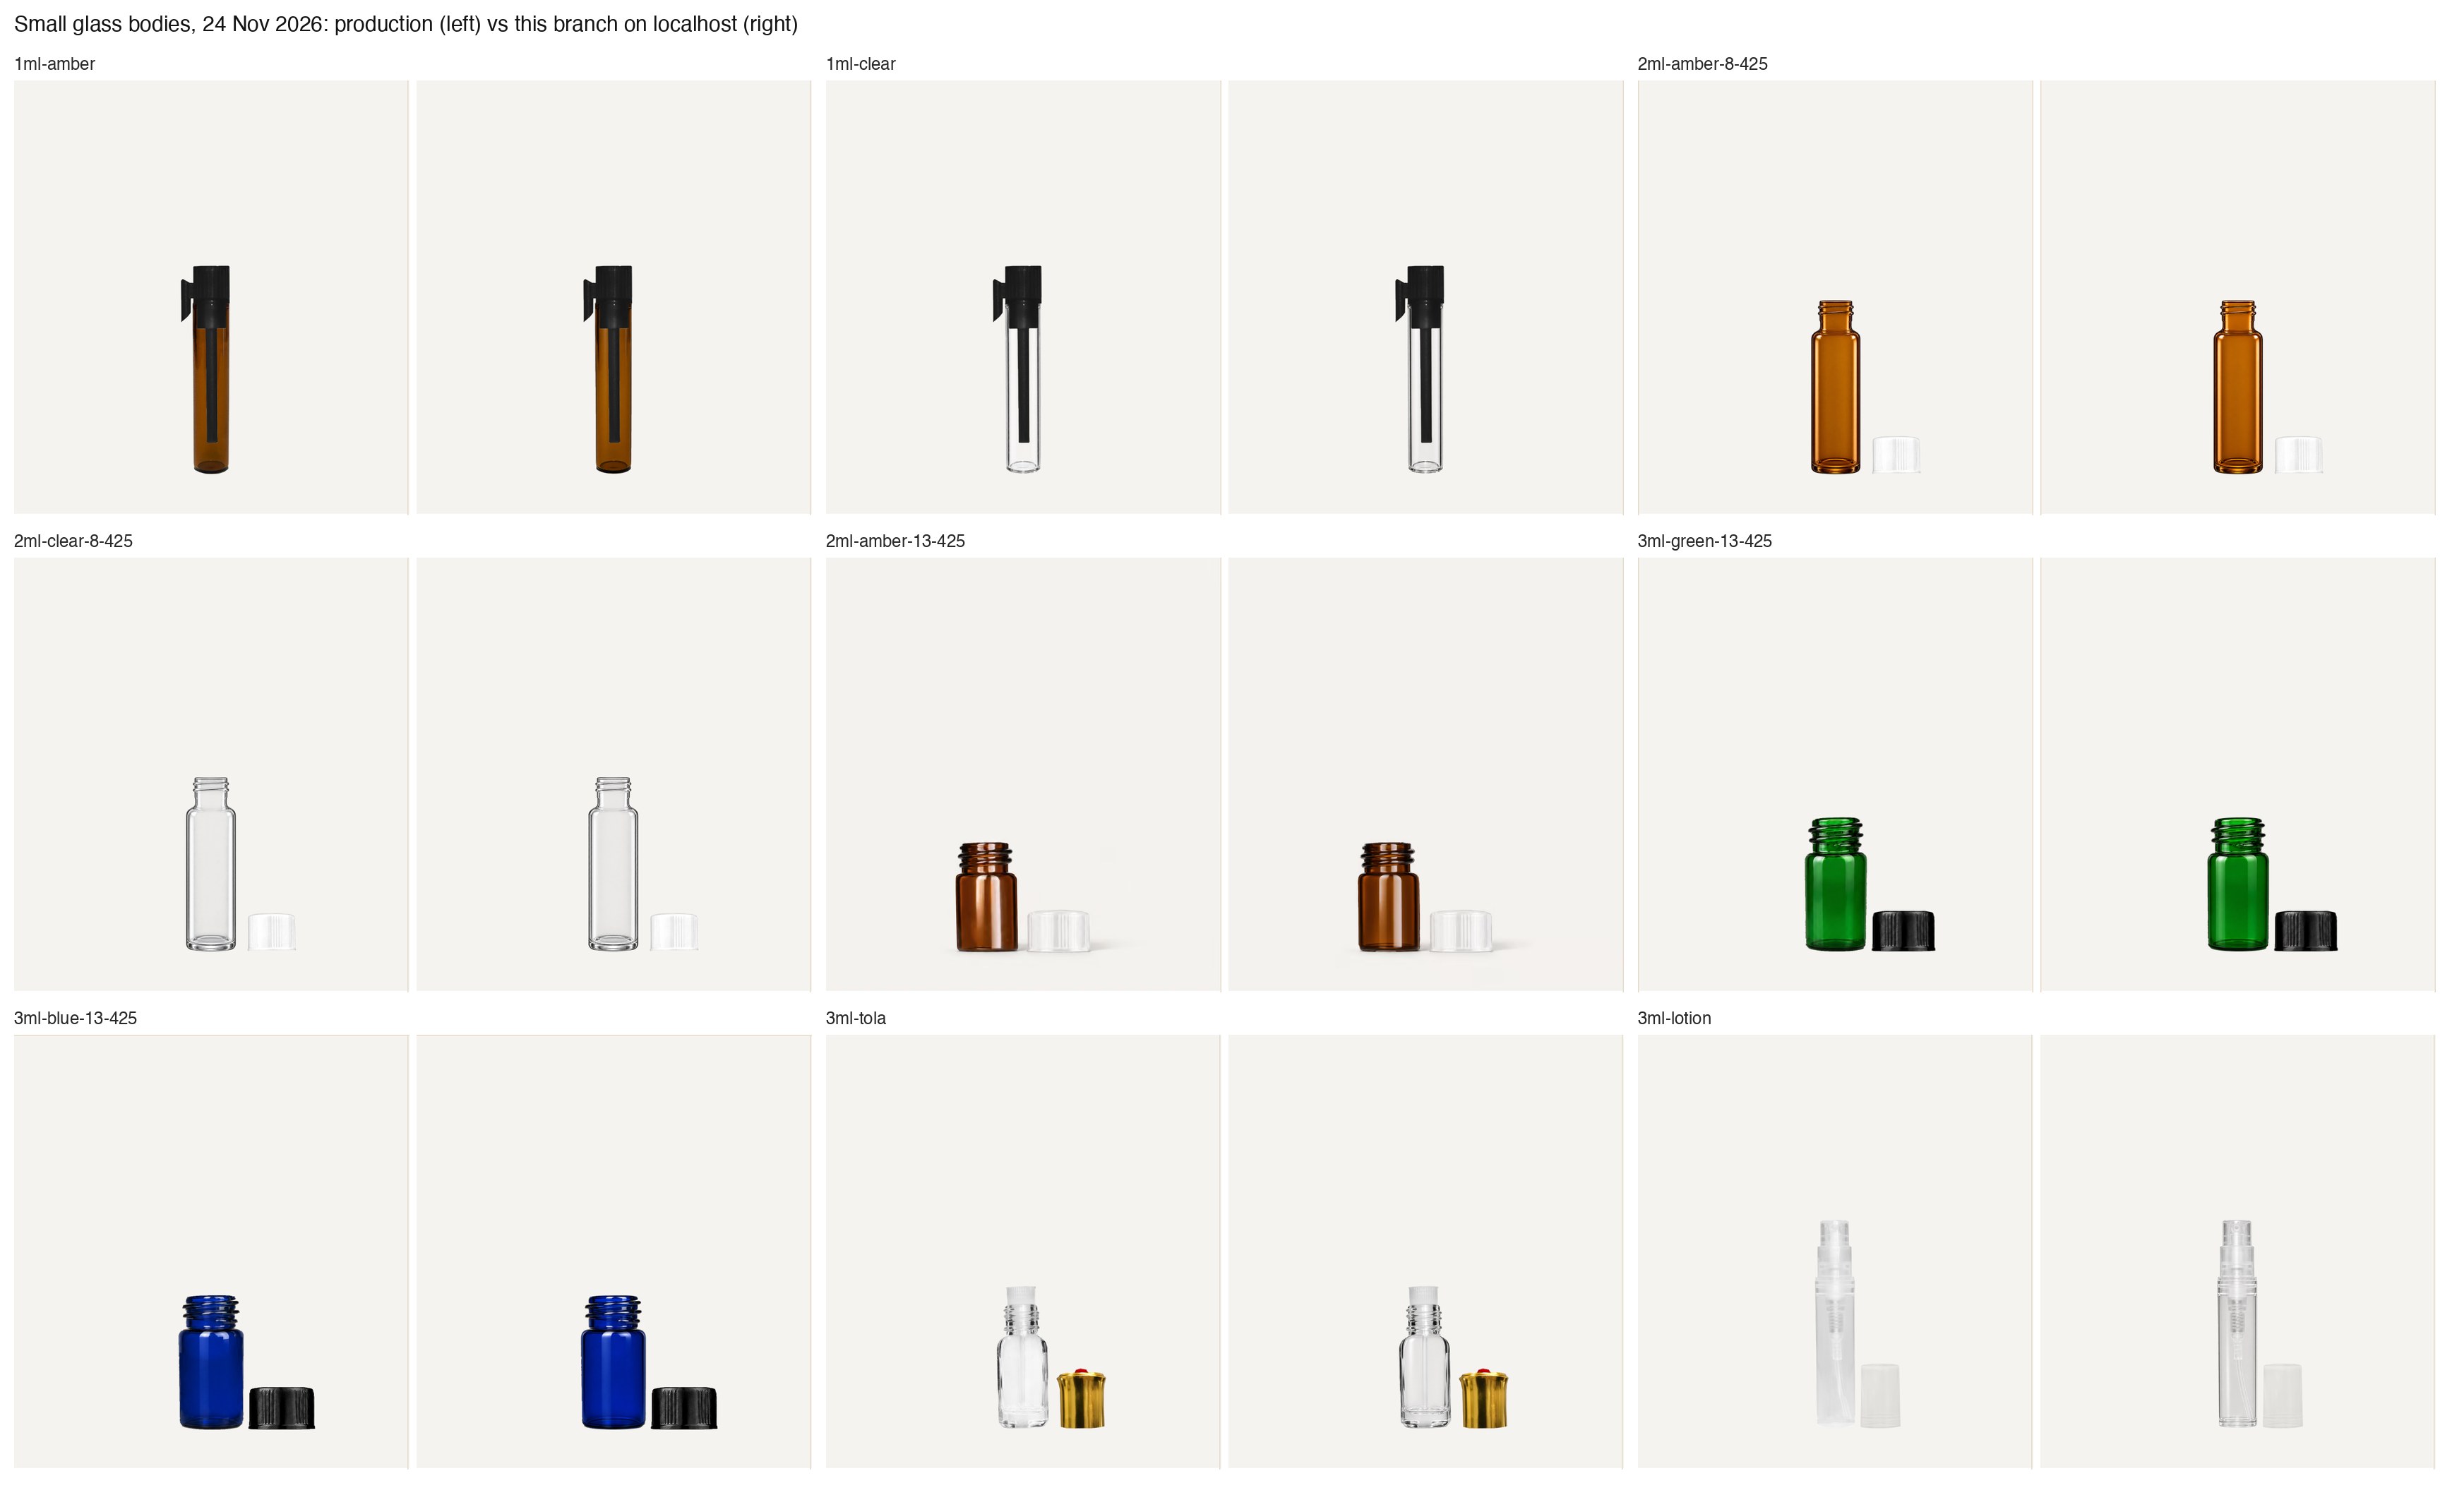 Small glass bodies, 24 Nov 2026: production (left) vs this branch on localhost (right)
1ml-amber
1ml-clear
2ml-amber-8-425
2ml-clear-8-425
2ml-amber-13-425
3ml-green-13-425
3ml-blue-13-425
3ml-tola
3ml-lotion